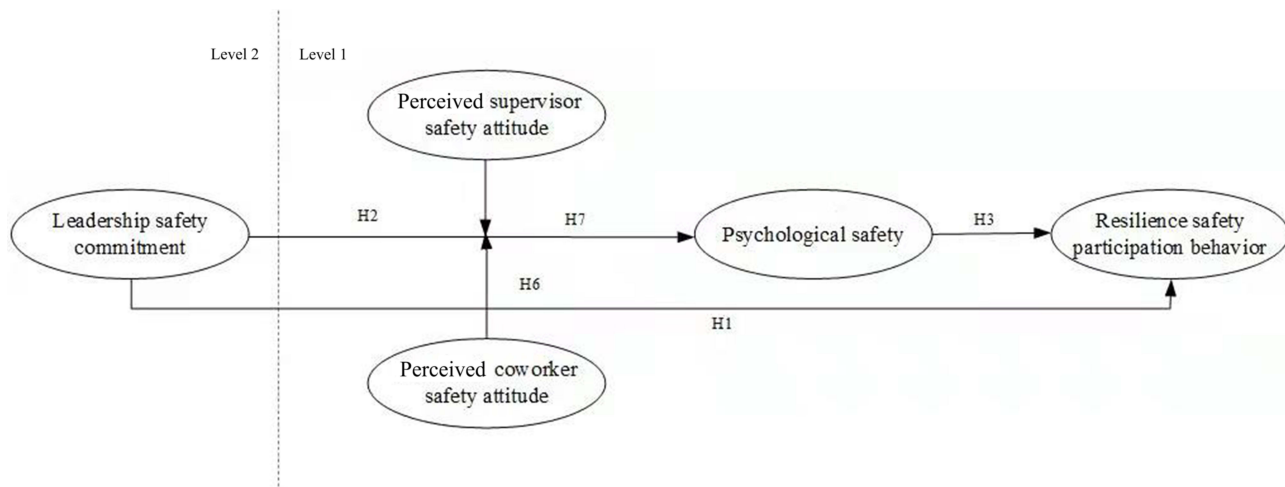 Level 2
Level 1
Perceived supervisor
safety attitude
Leadership safety
commitment
H2
H7
Psychological safety
H3
Resilience safety
participation behavior
H6
H1
Perceived coworker
safety attitude